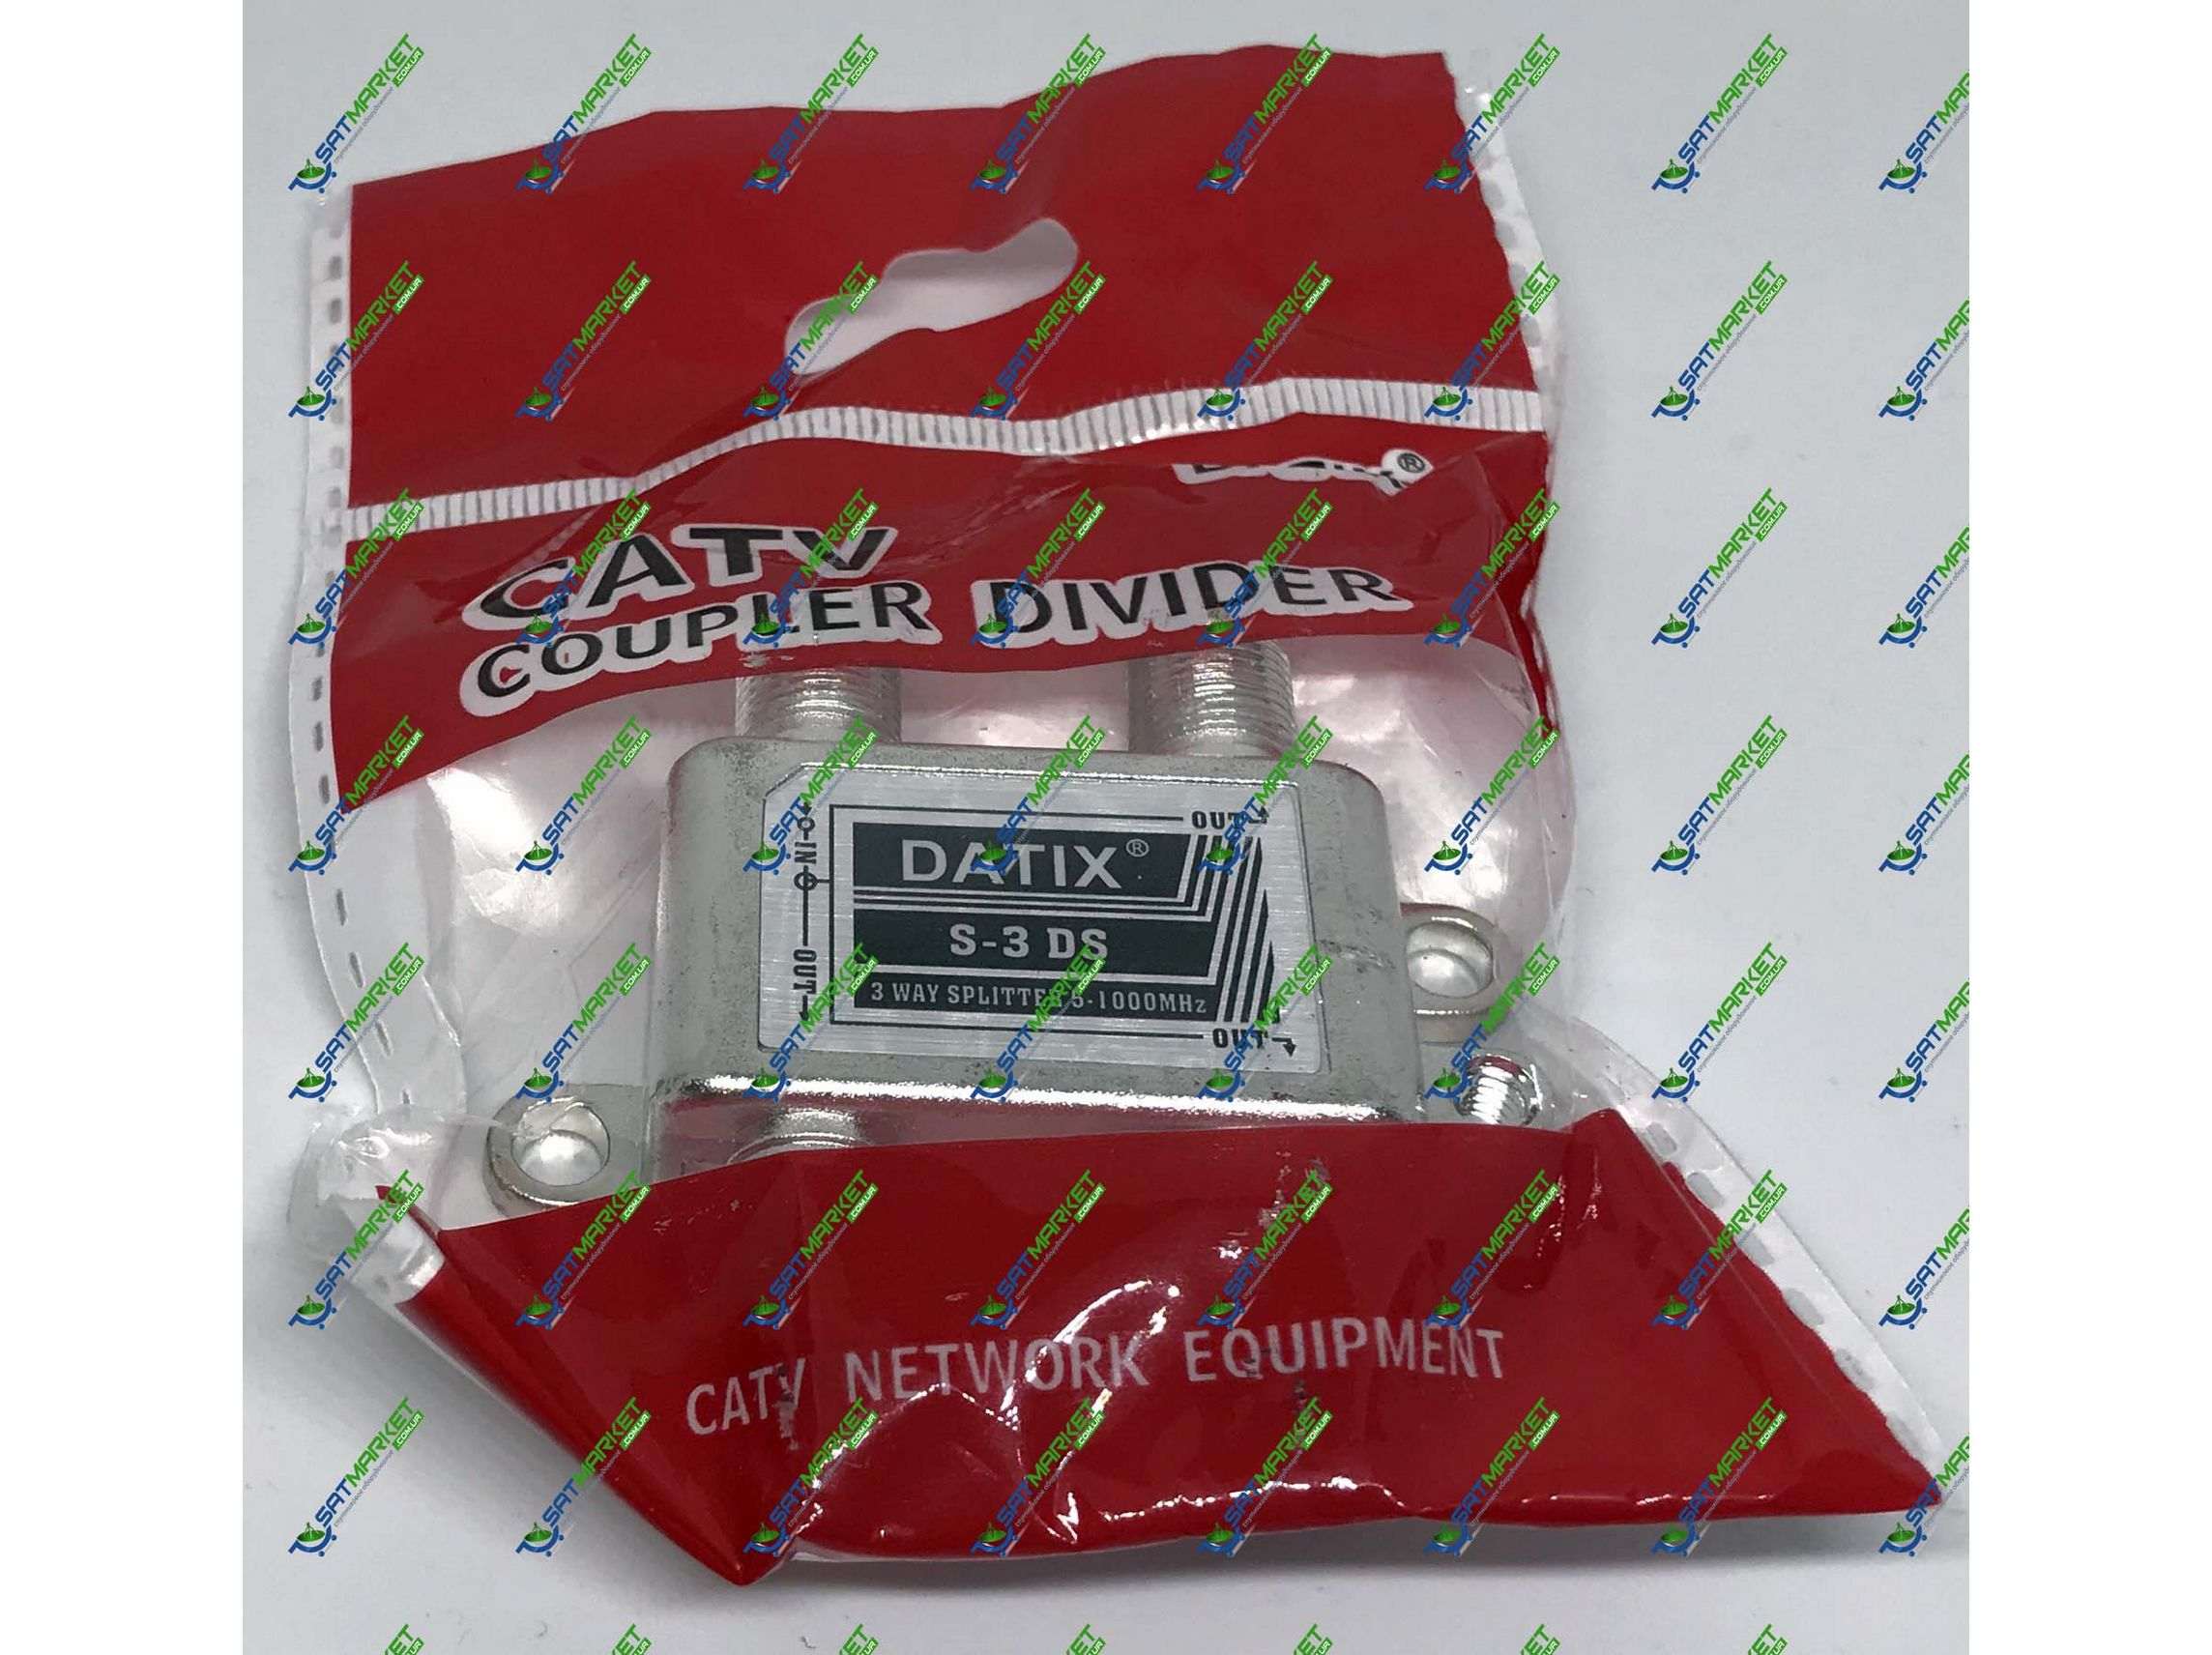 CATV
COUPLER DIVIDER
OUT
IN
DATIX®
S-3 DS
OUT
3 WAY SPLITTER 5-1000MHz
OUT
CATV NETWORK EQUIPMENT
SATMARKET
.COM.UA